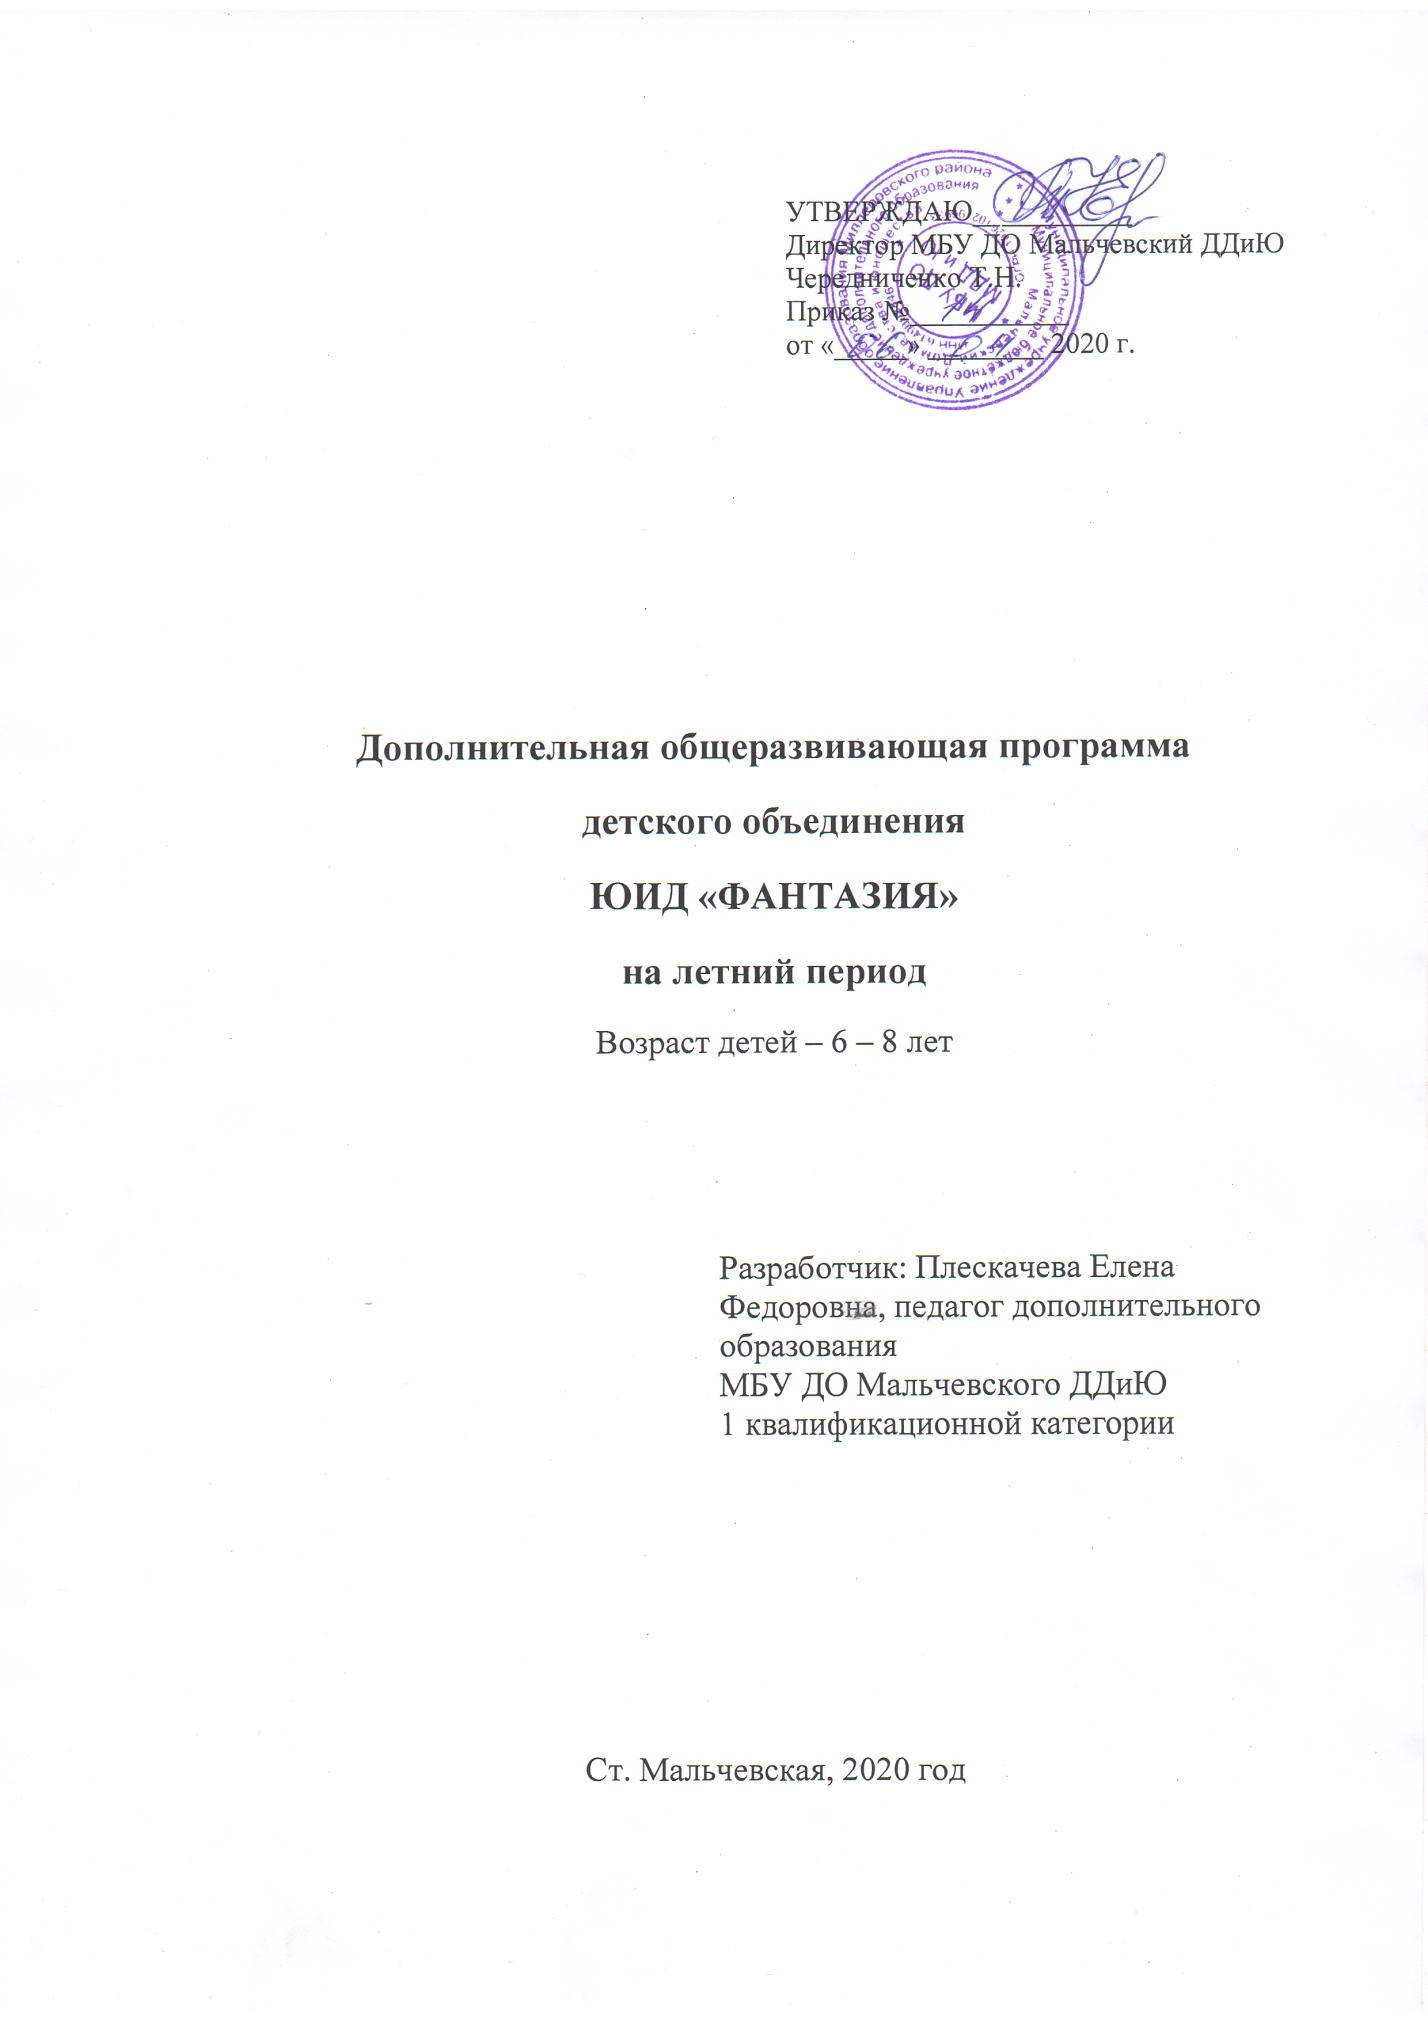 УТВЕРЖДАЮ
Директор МБУ ДО Мальчевский ДДиЮ
Чередниченко Т.Н.
Приказ №
от « » 2020 г.
Дополнительная общеразвивающая программа
детского объединения
ЮИД «ФАНТАЗИЯ»
на летний период
Возраст детей – 6 – 8 лет
Разработчик: Плескачева Елена
Федоровна, педагог дополнительного
образования
МБУ ДО Мальчевского ДДиЮ
1 квалификационной категории
Ст. Мальчевская, 2020 год